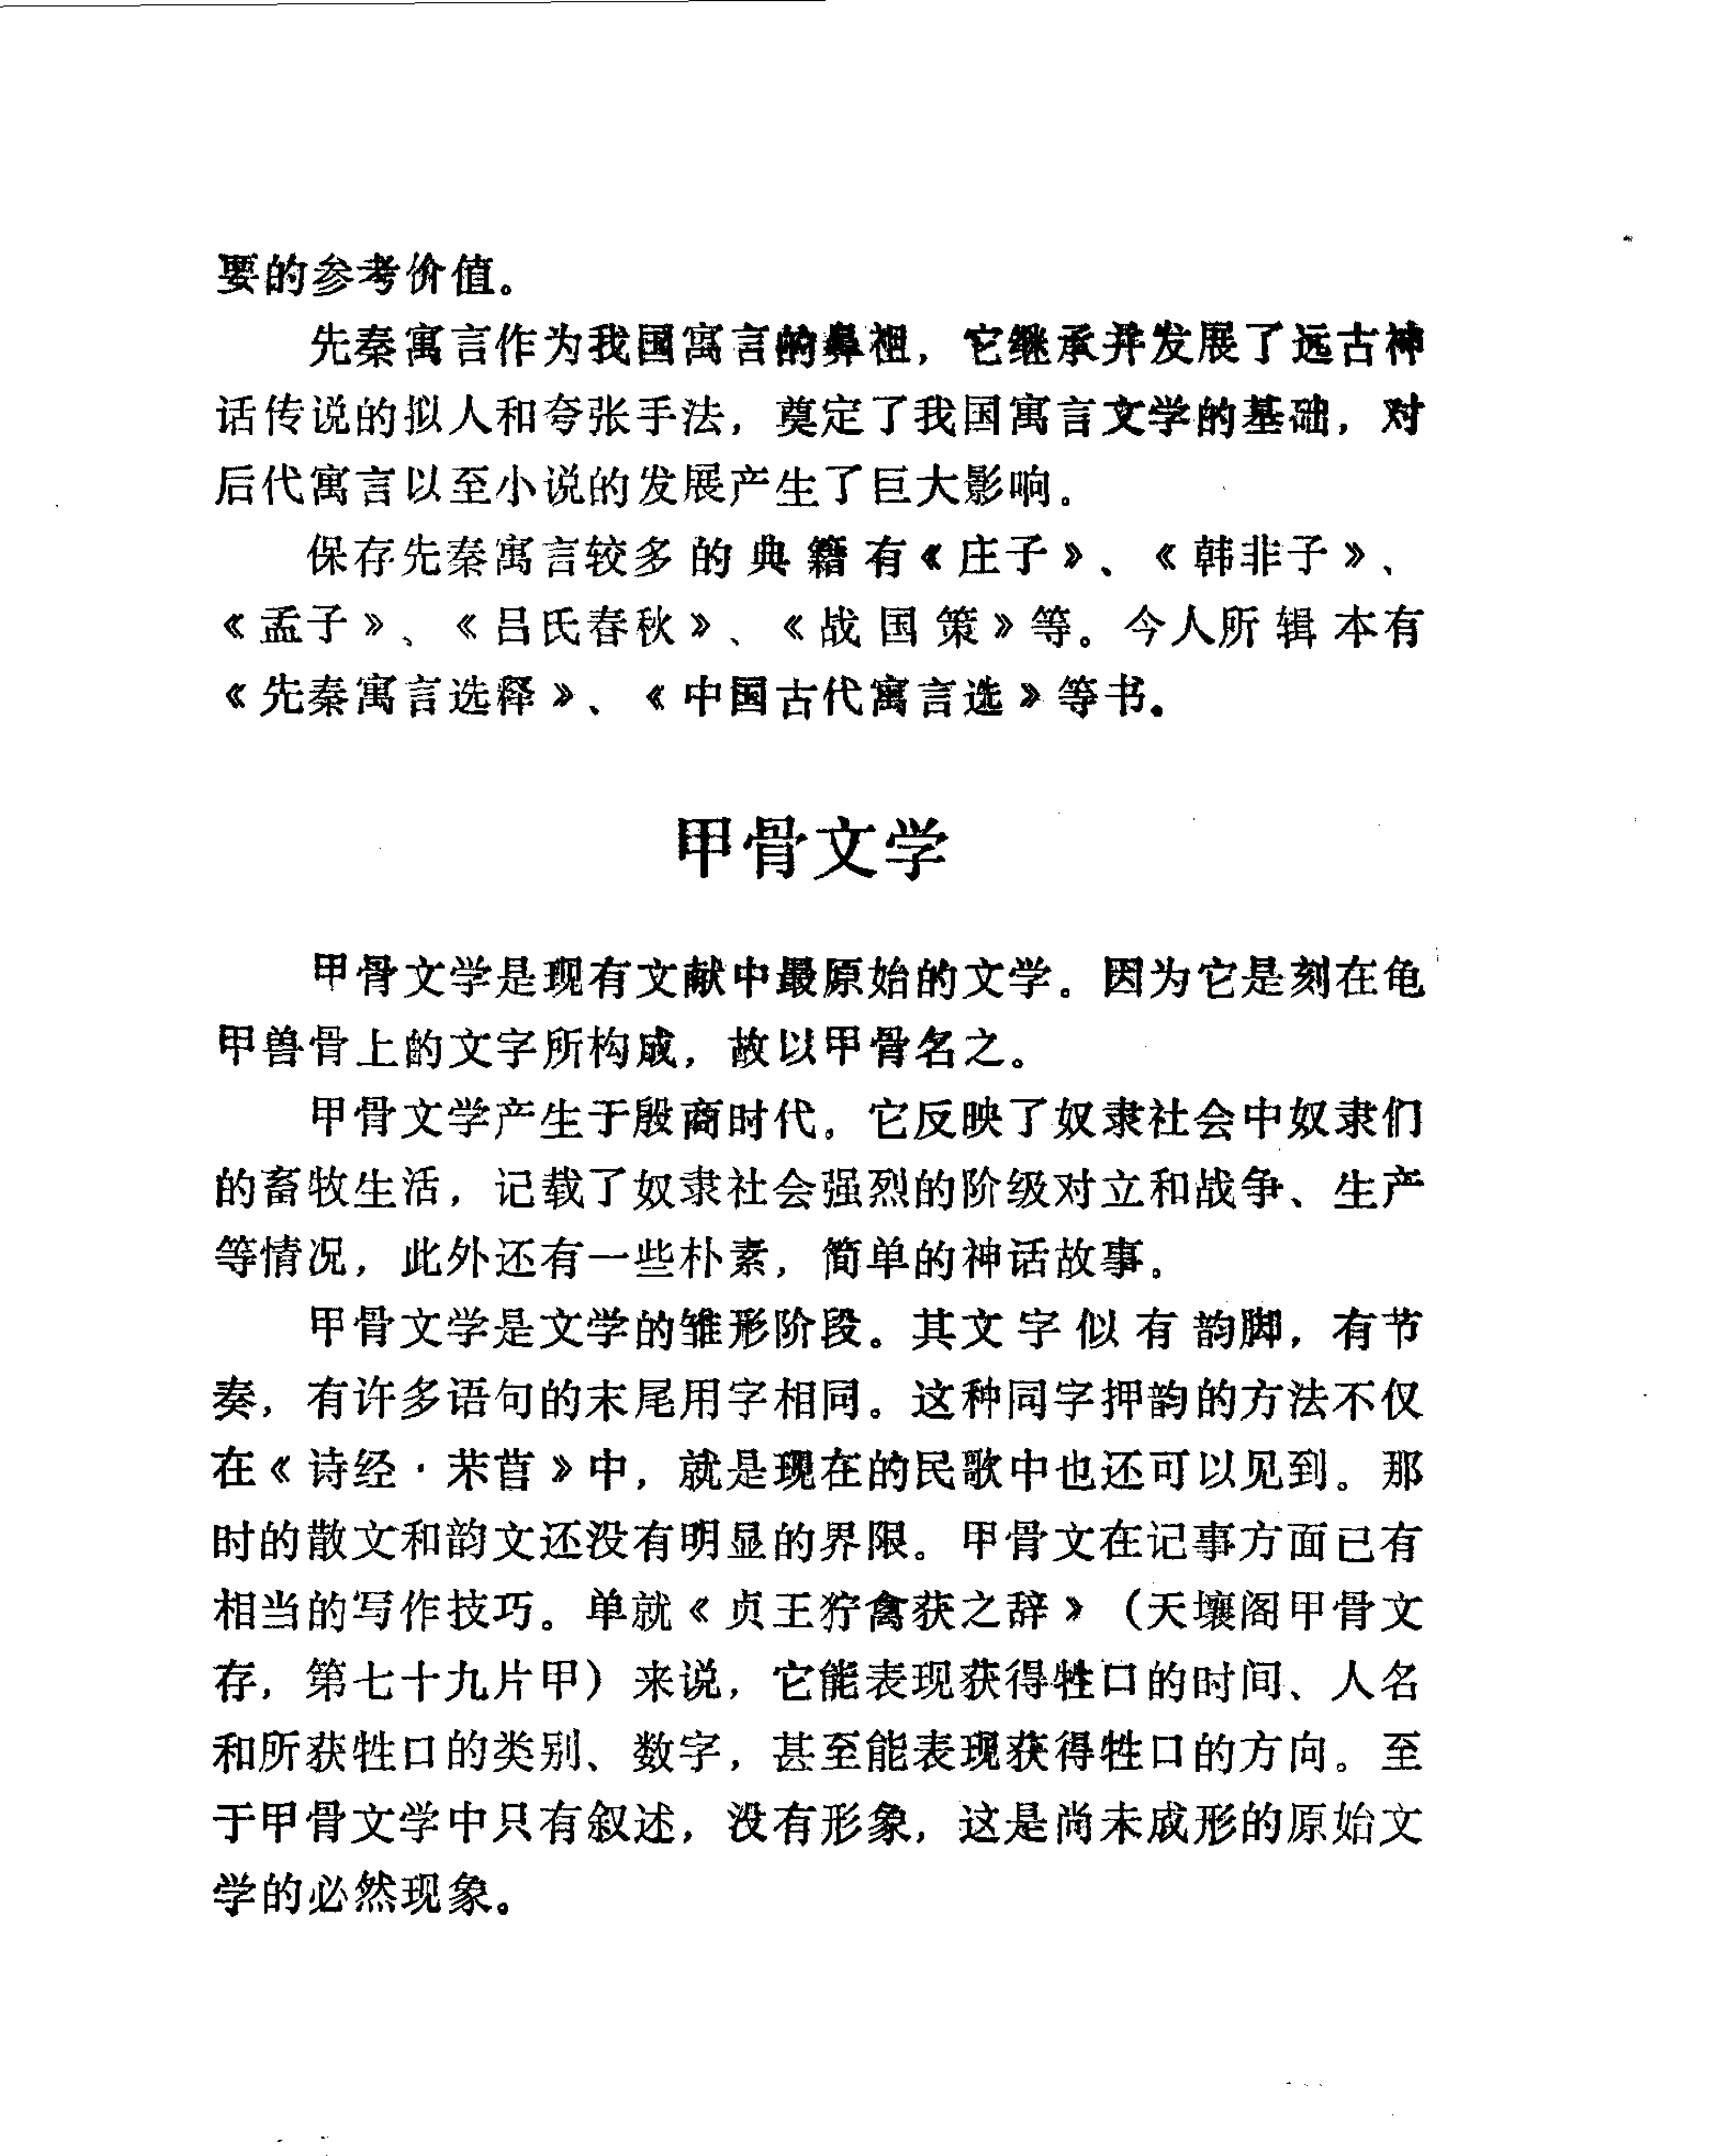 要的参考价值。
先秦寓言作为我国寓言的鼻祖，它继承并发展了远古神
话传说的拟人和夸张手法，奠定了我国寓言文学的基础，对
后代寓言以至小说的发展产生了巨大影响。
保存先秦寓言较多的典籍有《庄子》、《韩非子》、
《孟子》、《吕氏春秋》、《战国策》等。今人所辑本有
《先秦寓言选释》、《中国古代寓言选》等书。
甲骨文学
甲骨文学是现有文献中最原始的文学。因为它是刻在龟
甲兽骨上的文字所构成，故以甲骨名之。
甲骨文学产生于殷商时代。它反映了奴隶社会中奴隶们
的畜牧生活，记载了奴隶社会强烈的阶级对立和战争、生产
等情况，此外还有一些朴素，简单的神话故事。
甲骨文学是文学的雏形阶段。其文字似有韵脚，有节
奏，有许多语句的末尾用字相同。这种同字押韵的方法不仅
在《诗经·芣苢》中，就是现在的民歌中也还可以见到。那
时的散文和韵文还没有明显的界限。甲骨文在记事方面已有
相当的写作技巧。单就《贞王狞禽获之辞》（天壤阁甲骨文
存，第七十九片甲）来说，它能表现获得牲口的时间、人名
和所获牲口的类别、数字，甚至能表现获得牲口的方向。至
于甲骨文学中只有叙述，没有形象，这是尚未成形的原始文
学的必然现象。